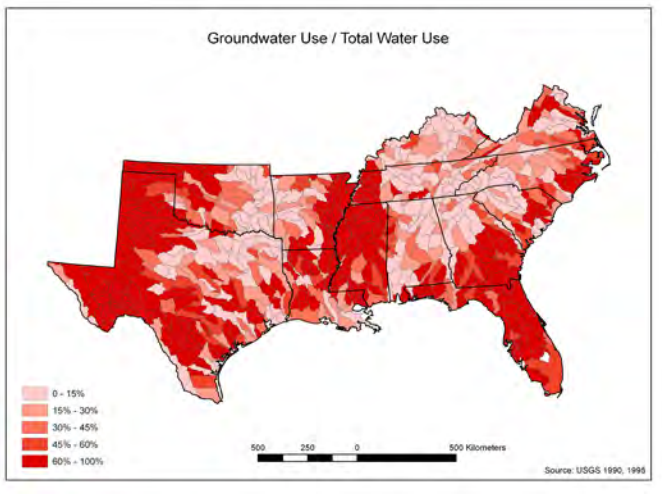 Groundwater Use / Total Water Use
0 - 15%
15% - 30%
30% - 45%
45% - 60%
60% - 100%
500 250 0 500 Kilometers
Source: USGS 1990, 1995